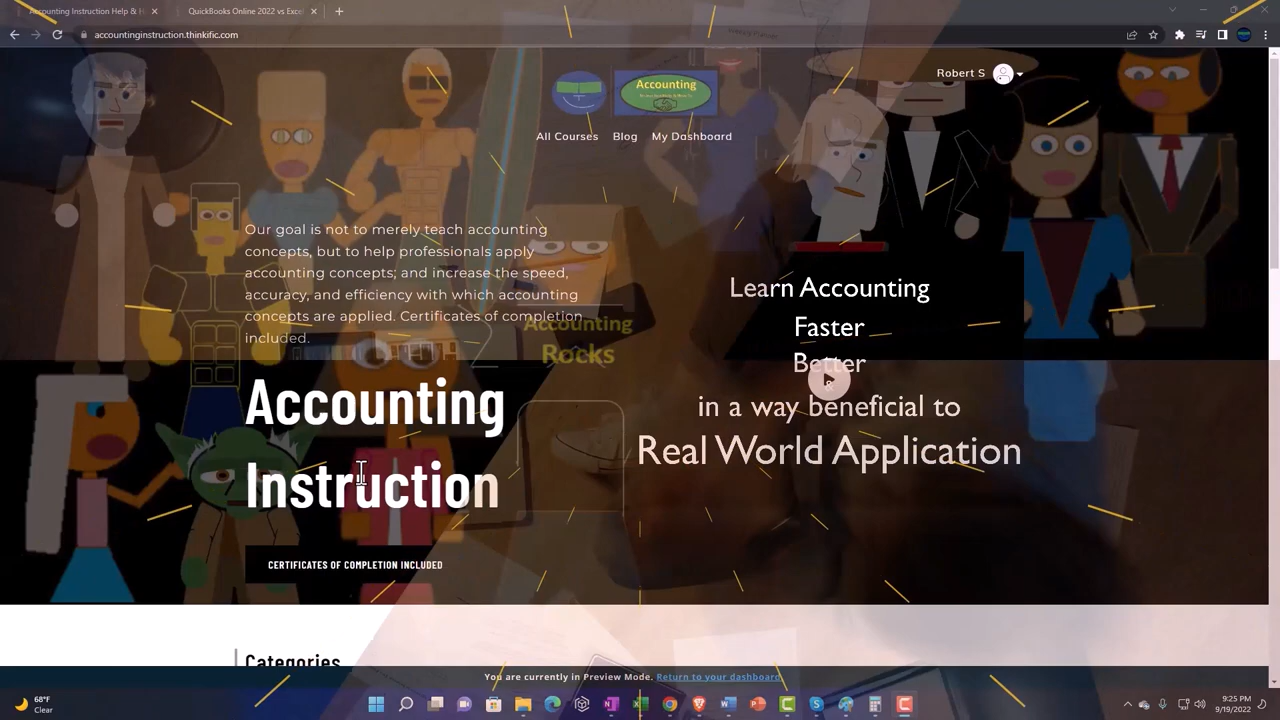 Accounting Instruction Help & H
QuickBooks Online 2022 vs Exce
accountinginstruction.thinkific.com
Robert S
Accounting
All Courses
Blog
My Dashboard
Our goal is not to merely teach accounting
concepts, but to help professionals apply
accounting concepts; and increase the speed,
accuracy, and efficiency with which accounting
concepts are applied. Certificates of completion
included.
Accounting
Rocks
Accounting
Instruction
CERTIFICATES OF COMPLETION INCLUDED
Learn Accounting
Faster
Better
&
in a way beneficial to
Real World Application
Categories
You are currently in Preview Mode. Return to your dashboard
68°F
Clear
9:25 PM
9/19/2022